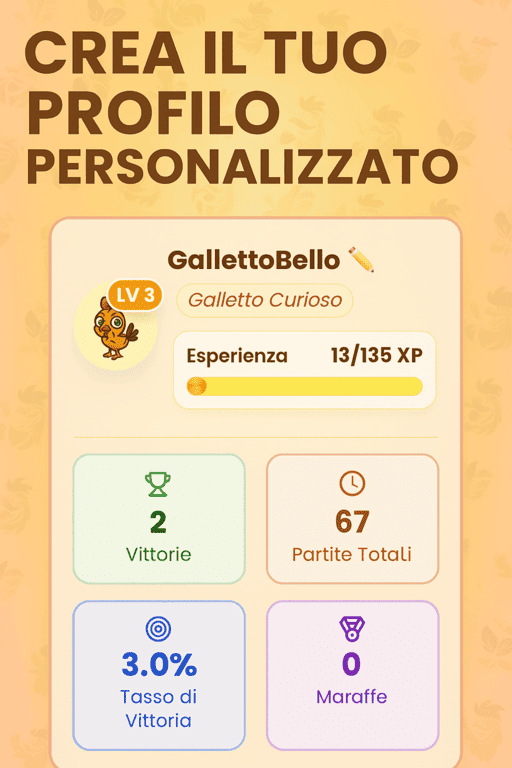 CREA IL TUO
PROFILO
PERSONALIZZATO
GallettoBello
LV 3
Galletto Curioso
Esperienza 13/135 XP
2
Vittorie
67
Partite Totali
3.0%
Tasso di
Vittoria
0
Maraffe